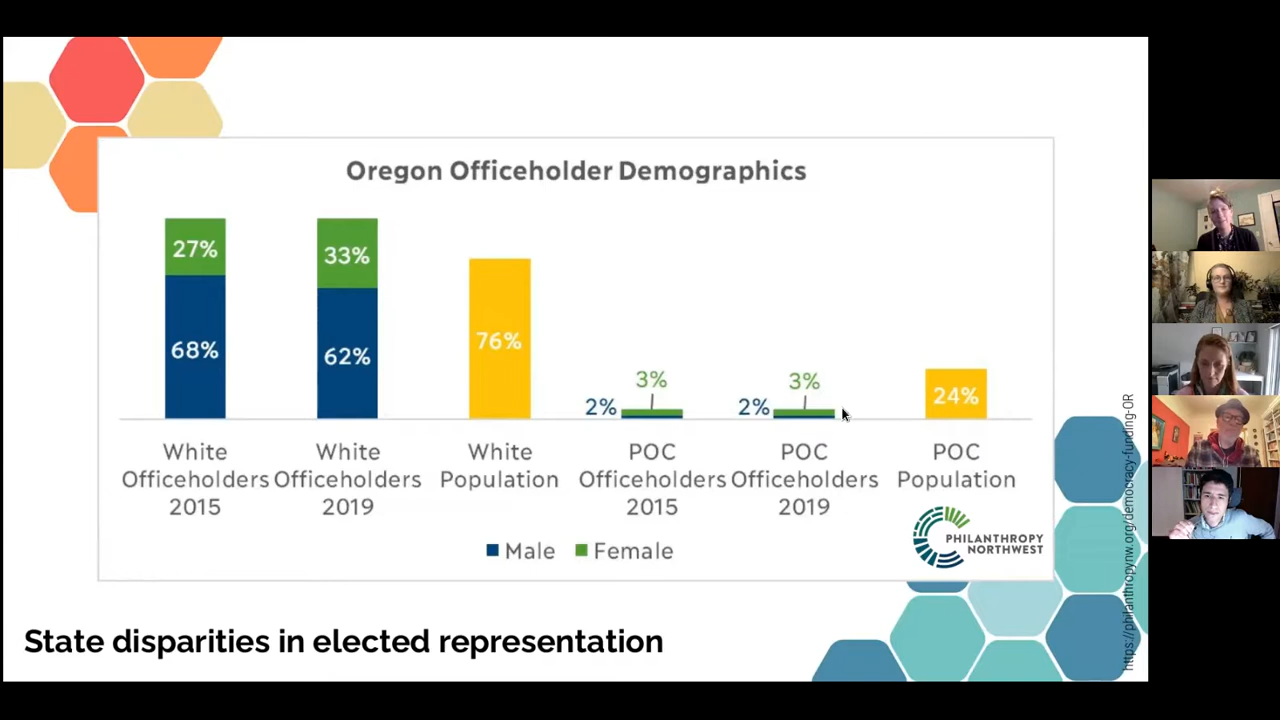 Oregon Officeholder Demographics
27%
68%
33%
62%
76%
2%
3%
2%
3%
24%
White
Officeholders
2015
White
Officeholders
2019
White
Population
POC
Officeholders
2015
POC
Officeholders
2019
POC
Population
Male
Female
PHILANTHROPY
NORTHWEST
https://philanthropynw.org/democracy-funding-OR
State disparities in elected representation